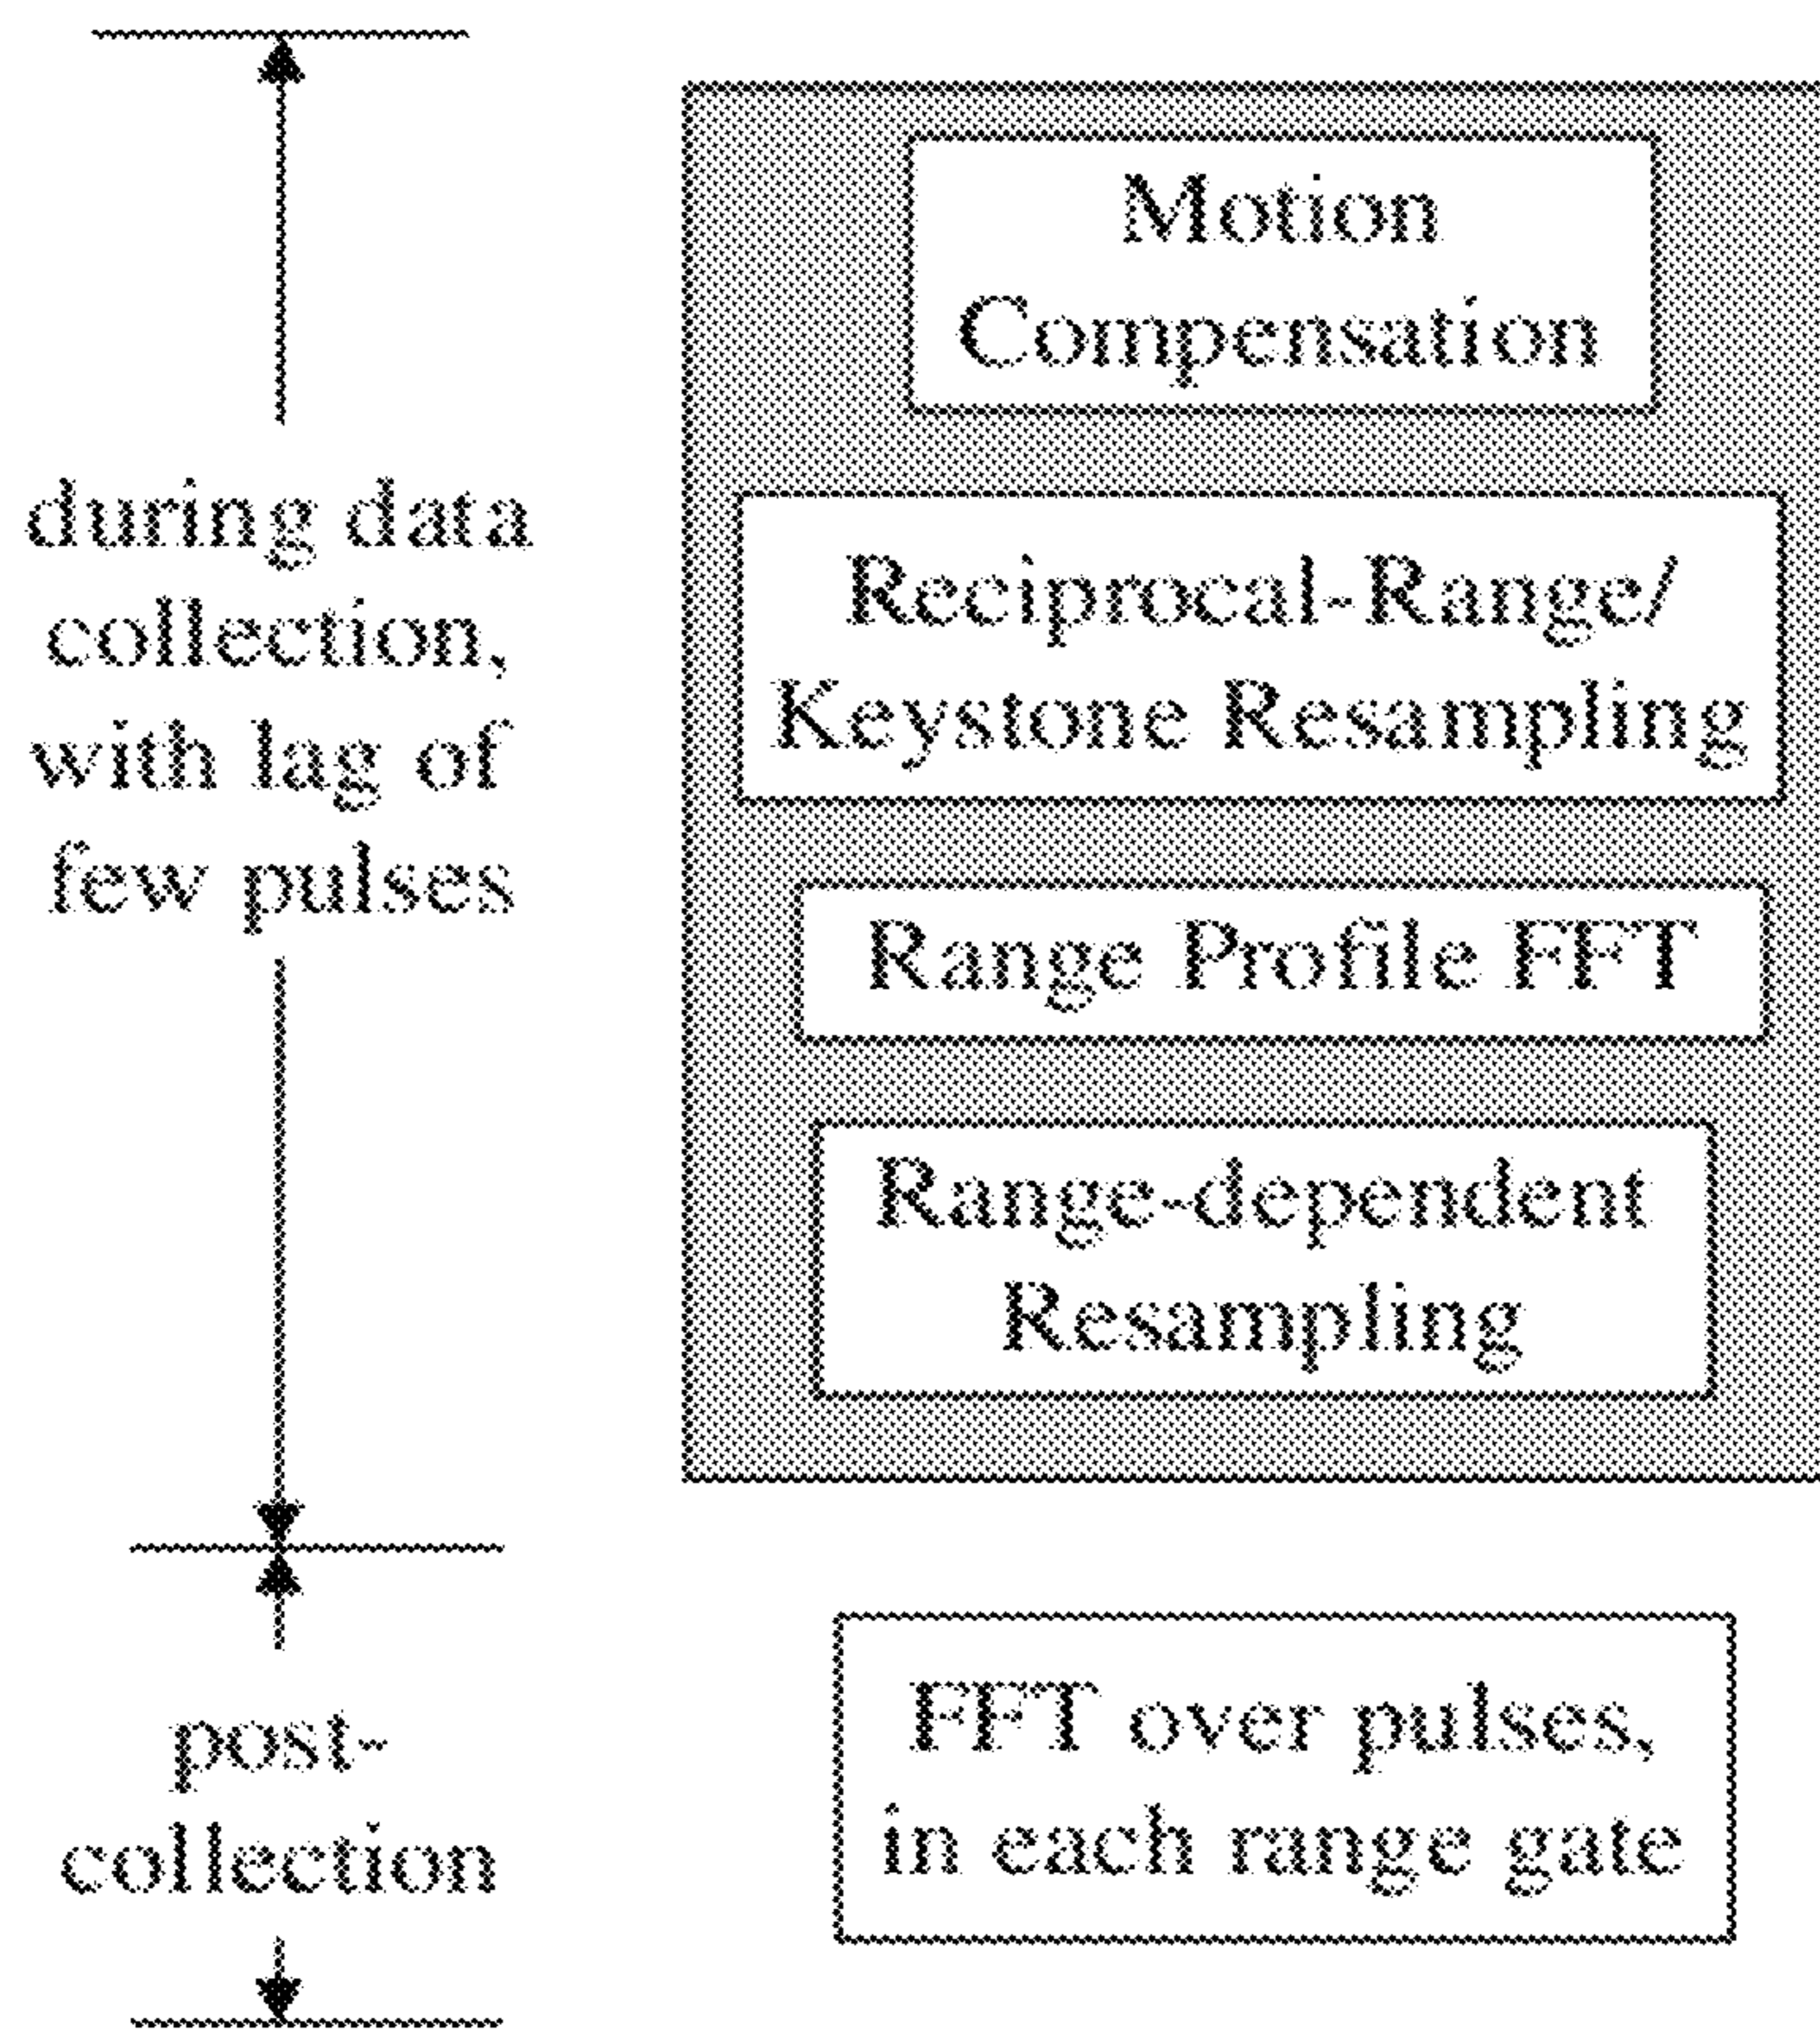 during data
collection,
with lag of
few pulses
Motion
Compensation
Reciprocal-Range/
Keystone Resampling
Range Profile FFT
Range-dependent
Resampling
post-
collection
FFT over pulses,
in each range gate